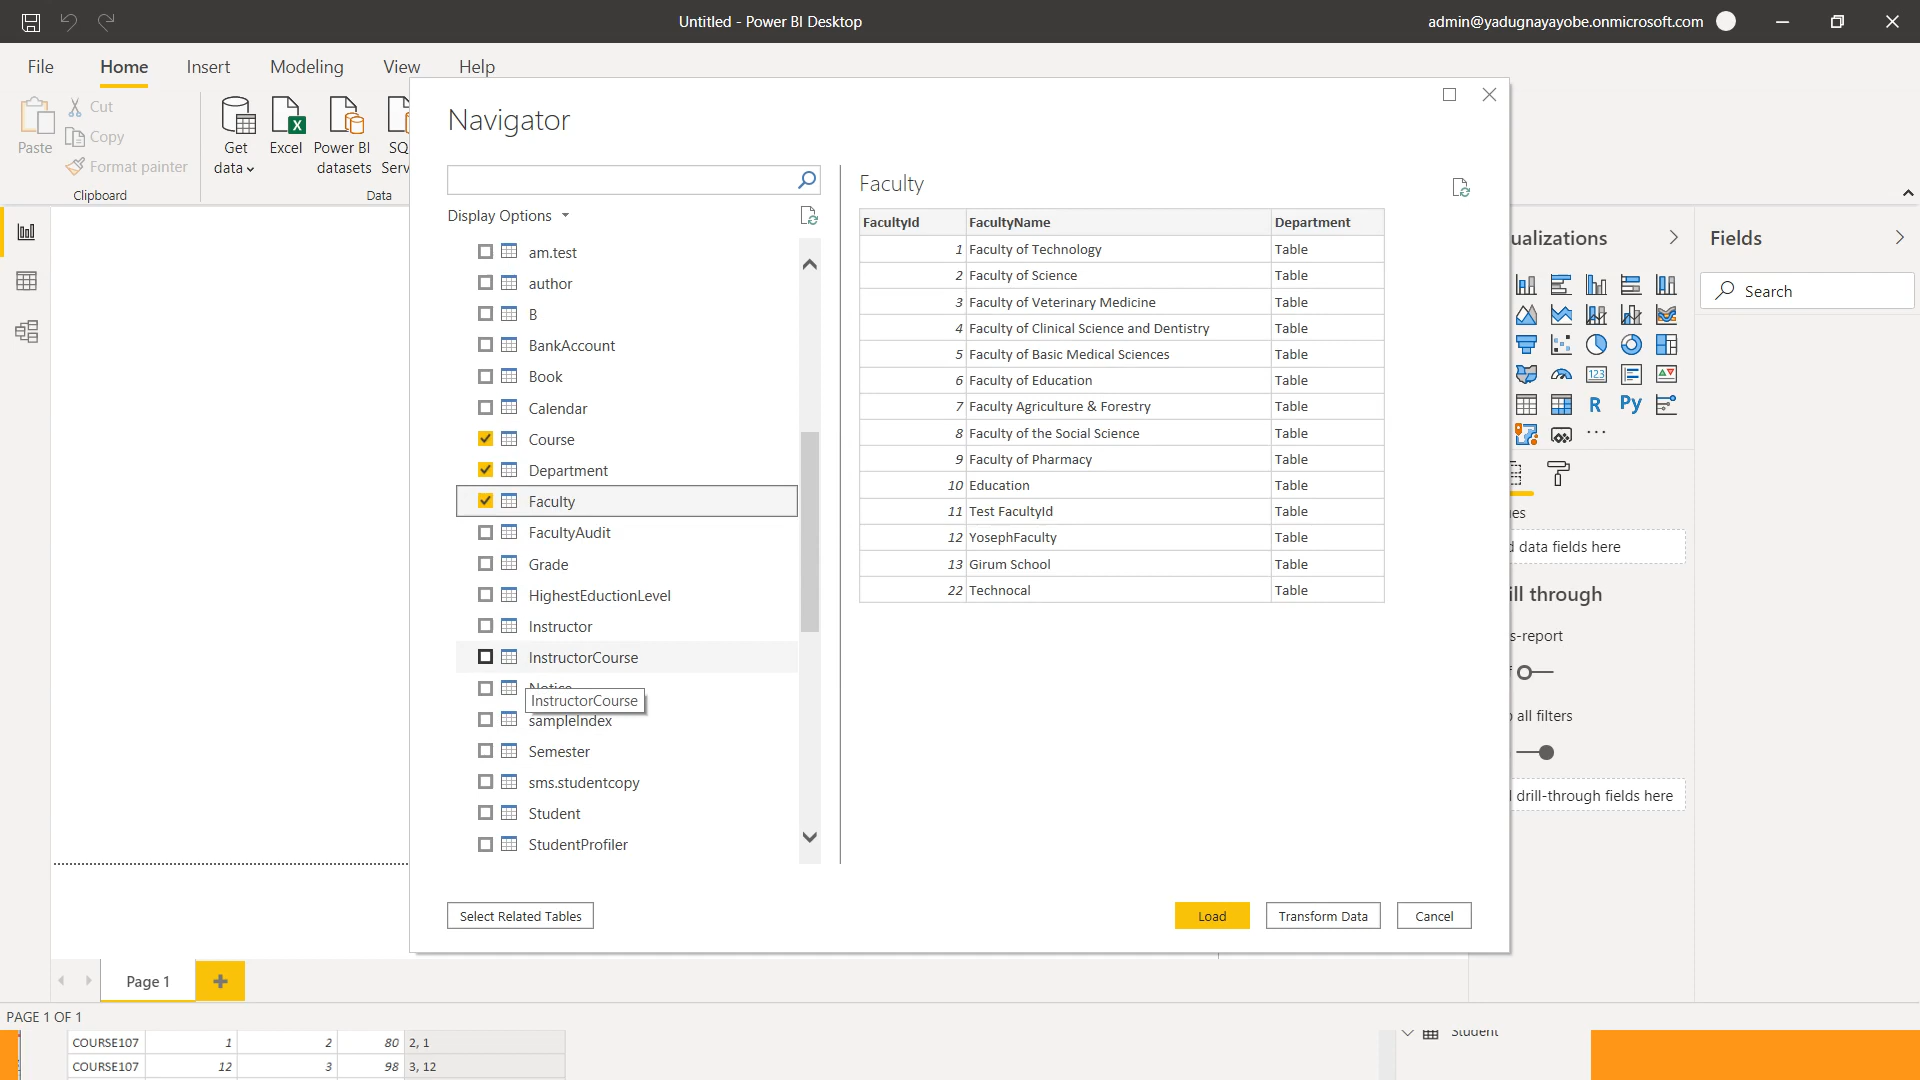 Untitled - Power BI Desktop
admin@yadugnayayobe.onmicrosoft.com
File Home Insert Modeling View Help
Paste
Cut
Copy
Format painter
Clipboard
Get data
Excel
Power BI datasets
SQ
Serv
Data
Navigator
Display Options
am.test
author
B
BankAccount
Book
Calendar
Course
Department
Faculty
FacultyAudit
Grade
HighestEductionLevel
Instructor
InstructorCourse
InstructorCourse
sampleIndex
Semester
sms.studentcopy
Student
StudentProfiler
Select Related Tables
Faculty
FacultyId FacultyName Department
1 Faculty of Technology Table
2 Faculty of Science Table
3 Faculty of Veterinary Medicine Table
4 Faculty of Clinical Science and Dentistry Table
5 Faculty of Basic Medical Sciences Table
6 Faculty of Education Table
7 Faculty Agriculture & Forestry Table
8 Faculty of the Social Science Table
9 Faculty of Pharmacy Table
10 Education Table
11 Test FacultyId Table
12 YosephFaculty Table
13 Girum School Table
22 Technocal Table
Load Transform Data Cancel
ualizations
123
R Py
es
d data fields here
ill through
s-report
all filters
drill-through fields here
Fields
Search
Page 1
PAGE 1 OF 1
COURSE107 1 2 80 2, 1
COURSE107 12 3 98 3, 12
Student